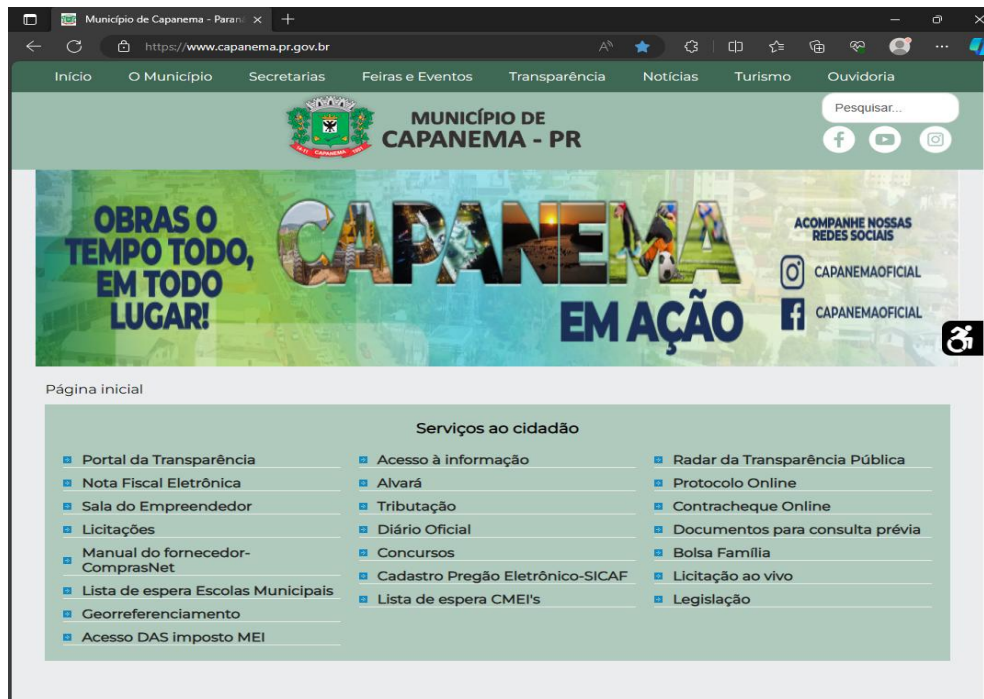 Município de Capanema - Paran
https://www.capanema.pr.gov.br
Início O Município Secretarias Feiras e Eventos Transparência Notícias Turismo Ouvidoria
MUNICÍPIO DE
CAPANEMA - PR
Pesquisar...
OBRAS O
TEMPO TODO,
EM TODO
LUGAR!
CAPANEMA
EM AÇÃO
ACOMPANHE NOSSAS
REDES SOCIAIS
CAPANEMAOFICIAL
CAPANEMAOFICIAL
Página inicial
Serviços ao cidadão
Portal da Transparência
Nota Fiscal Eletrônica
Sala do Empreendedor
Licitações
Manual do fornecedor-
ComprasNet
Lista de espera Escolas Municipais
Georreferenciamento
Acesso DAS imposto MEI
Acesso à informação
Alvará
Tributação
Diário Oficial
Concursos
Cadastro Pregão Eletrônico-SICAF
Lista de espera CMEI's
Radar da Transparência Pública
Protocolo Online
Contracheque Online
Documentos para consulta prévia
Bolsa Família
Licitação ao vivo
Legislação